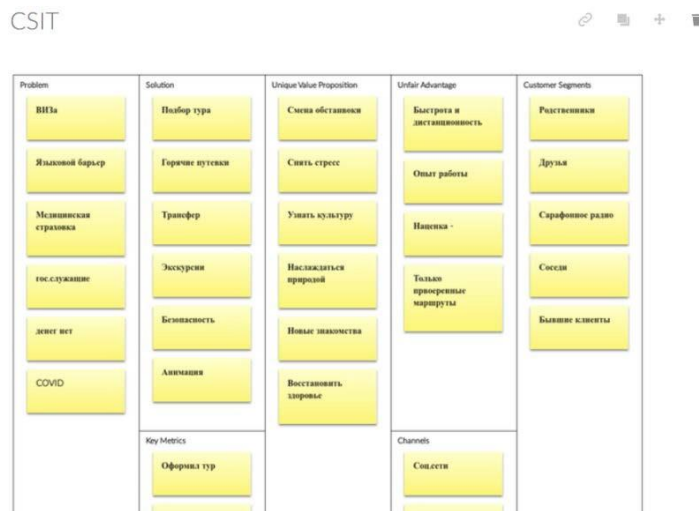 CSIT
Problem
ВИЗа
Языковой барьер
Медицинская
страховка
гос.служащие
денег нет
COVID
Solution
Подбор тура
Горячие путевки
Трансфер
Экскурсии
Безопасность
Анимация
Key Metrics
Оформил тур
Unique Value Proposition
Смена обстановки
Снять стресс
Узнать культуру
Наслаждаться
природой
Новые знакомства
Восстановить
здоровье
Unfair Advantage
Быстрота и
дистанционность
Опыт работы
Наценка -
Только
првоеренные
маршруты
Channels
Соц.сети
Customer Segments
Родственники
Друзья
Сарафонное радио
Соседи
Бывшие клиенты